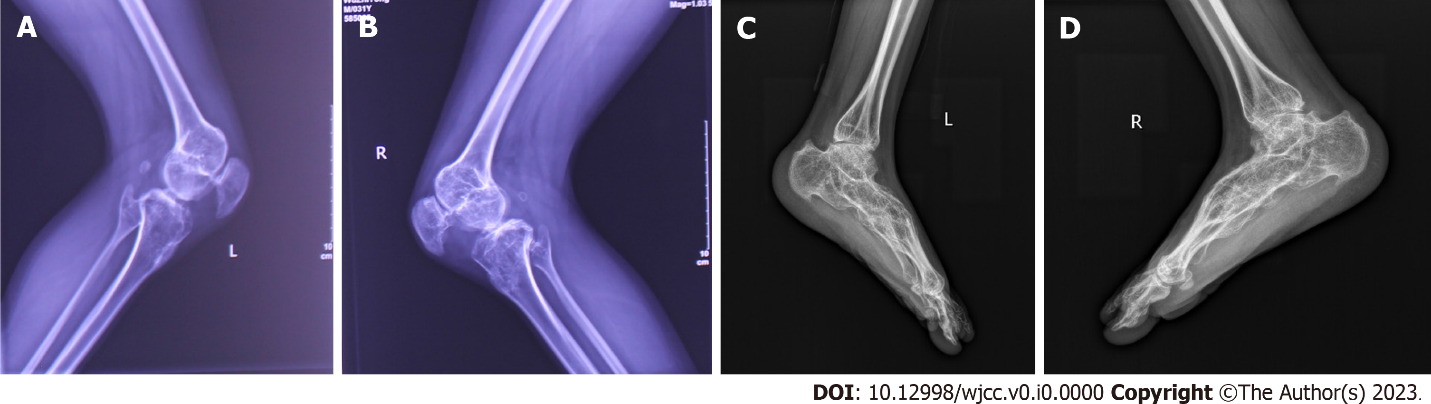 A
B
C
D
M/031Y
Mag=1.03
R
L
R
L
10
cm
10
cm
DOI: 10.12998/wjcc.v0.i0.0000 Copyright ©The Author(s) 2023.